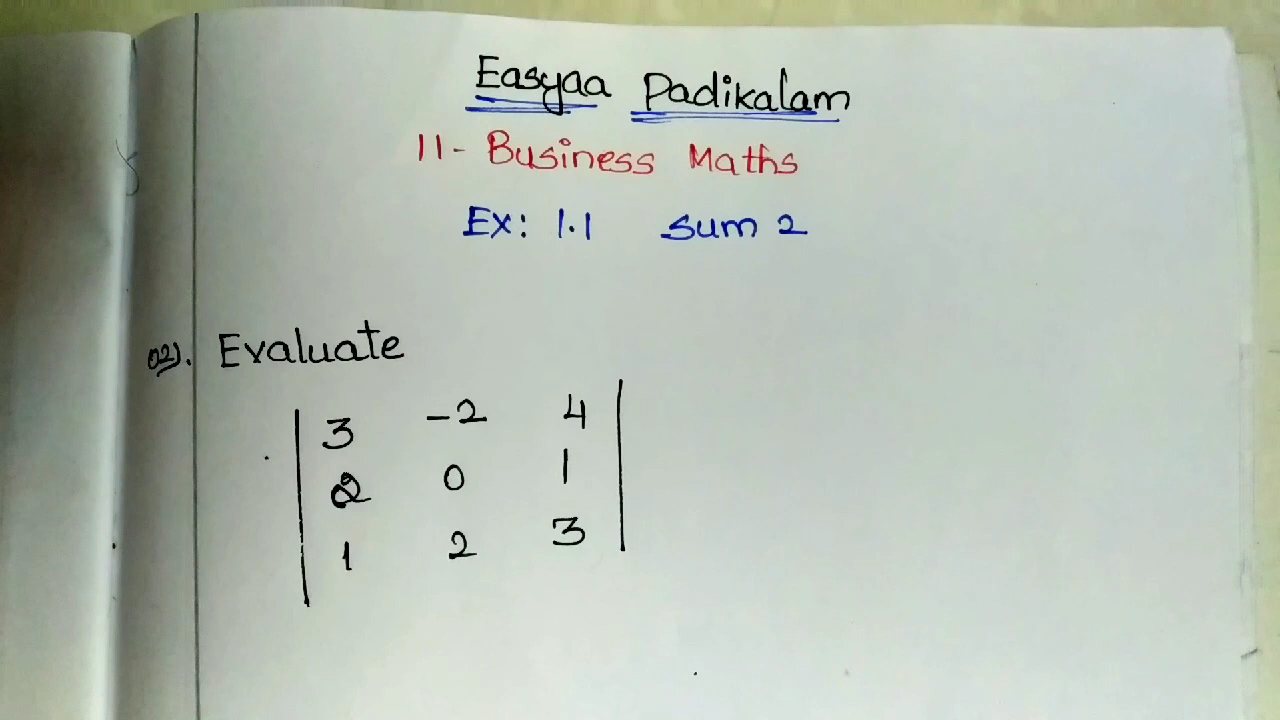 Easyaa Padikalam
11- Business Maths
Ex: 1.1 sum 2
02). Evaluate
3 -2 4
2 0 1
1 2 3